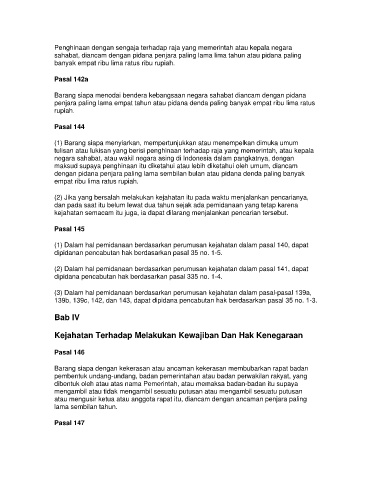 Penghinaan dengan sengaja terhadap raja yang memerintah atau kepala negara
sahabat, diancam dengan pidana penjara paling lama lima tahun atau pidana paling
banyak empat ribu lima ratus ribu rupiah.
Pasal 142a
Barang siapa menodai bendera kebangsaan negara sahabat diancam dengan pidana
penjara paling lama empat tahun atau pidana denda paling banyak empat ribu lima ratus
rupiah.
Pasal 144
(1) Barang siapa menyiarkan, mempertunjukkan atau menempelkan dimuka umum
tulisan atau lukisan yang berisi penghinaan terhadap raja yang memerintah, atau kepala
negara sahabat, atau wakil negara asing di Indonesia dalam pangkatnya, dengan
maksud supaya penghinaan itu diketahui atau lebih diketahui oleh umum, diancam
dengan pidana penjara paling lama sembilan bulan atau pidana denda paling banyak
empat ribu lima ratus rupiah.
(2) Jika yang bersalah melakukan kejahatan itu pada waktu menjalankan pencarianya,
dan pada saat itu belum lewat dua tahun sejak ada pemidanaan yang tetap karena
kejahatan semacam itu juga, ia dapat dilarang menjalankan pencarian tersebut.
Pasal 145
(1) Dalam hal pemidanaan berdasarkan perumusan kejahatan dalam pasal 140, dapat
dipidanan pencabutan hak berdasarkan pasal 35 no. 1-5.
(2) Dalam hal pemidanaan berdasarkan perumusan kejahatan dalam pasal 141, dapat
dipidana pencabutan hak berdasarkan pasal 335 no. 1-4.
(3) Dalam hal pemidanaan berdasarkan perumusan kejahatan dalam pasal-pasal 139a,
139b, 139c, 142, dan 143, dapat dipidana pencabutan hak berdasarkan pasal 35 no. 1-3.
Bab IV
Kejahatan Terhadap Melakukan Kewajiban Dan Hak Kenegaraan
Pasal 146
Barang siapa dengan kekerasan atau ancaman kekerasan membubarkan rapat badan
pembentuk undang-undang, badan pemerintahan atau badan perwakilan rakyat, yang
dibentuk oleh atau atas nama Pemerintah, atau memaksa badan-badan itu supaya
mengambil atau tidak mengambil sesuatu putusan atau mengambil sesuatu putusan
atau mengusir ketua atau anggota rapat itu, diancam dengan ancaman penjara paling
lama sembilan tahun.
Pasal 147